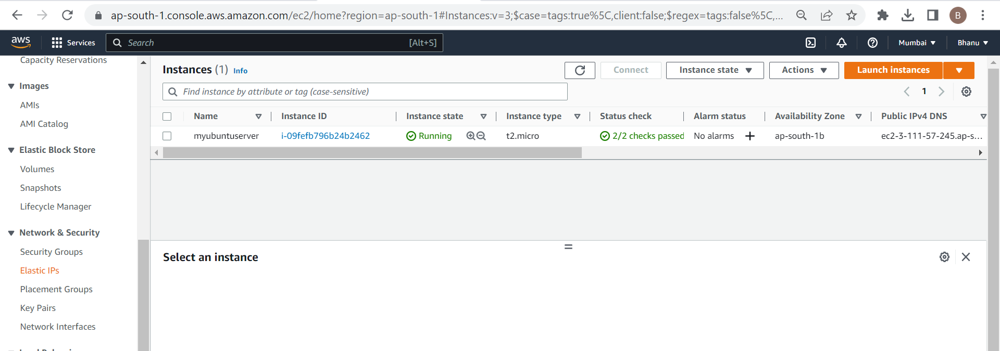 ap-south-1.console.aws.amazon.com/ec2/home?region=ap-south-1#Instances:v=3;$case=tags:true%5C,client:false;$regex=tags:false%5C,...
B
aws
Services
Search
[Alt+S]
Mumbai
Bhanu
Capacity Reservations
Images
AMIs
AMI Catalog
Elastic Block Store
Volumes
Snapshots
Lifecycle Manager
Network & Security
Security Groups
Elastic IPs
Placement Groups
Key Pairs
Network Interfaces
Instances (1) Info
Connect
Instance state
Actions
Launch instances
Find instance by attribute or tag (case-sensitive)
1
Name Instance ID Instance state Instance type Status check Alarm status Availability Zone Public IPv4 DNS
myubuntuserver i-09fefb796b24b2462 Running t2.micro 2/2 checks passed No alarms + ap-south-1b ec2-3-111-57-245.ap-s...
Select an instance